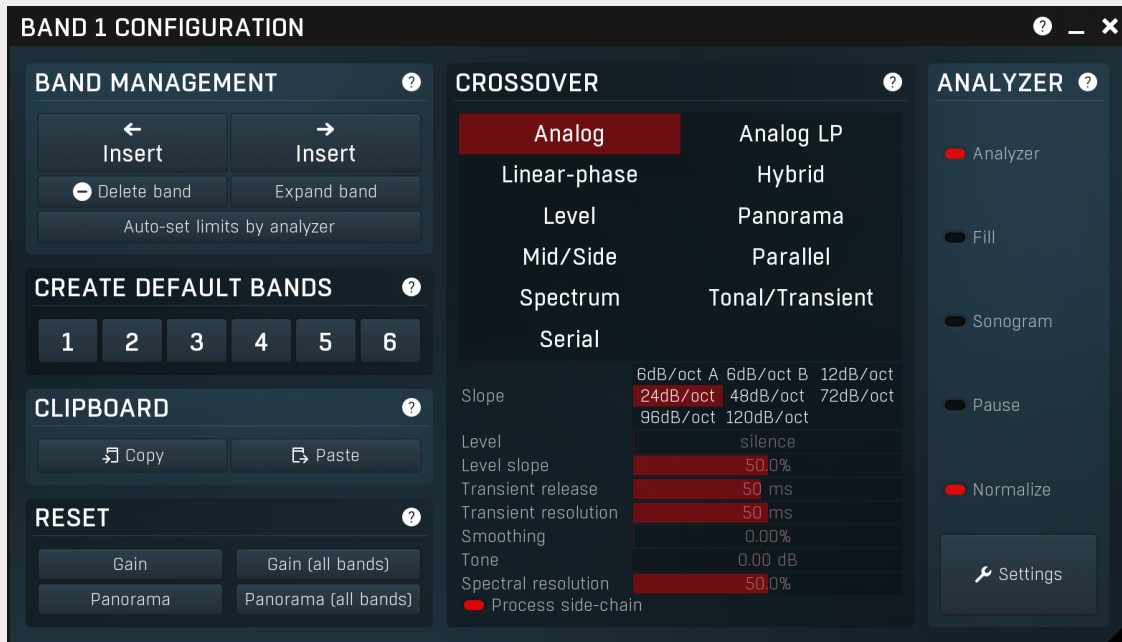 BAND 1 CONFIGURATION ? _ ×
BAND MANAGEMENT ?
← →
Insert Insert
Delete band Expand band
Auto-set limits by analyzer
CREATE DEFAULT BANDS ?
1 2 3 4 5 6
CLIPBOARD ?
Copy Paste
RESET ?
Gain Gain (all bands)
Panorama Panorama (all bands)
CROSSOVER ?
Analog Analog LP
Linear-phase Hybrid
Level Panorama
Mid/Side Parallel
Spectrum Tonal/Transient
Serial
6dB/oct A 6dB/oct B 12dB/oct
Slope 24dB/oct 48dB/oct 72dB/oct
96dB/oct 120dB/oct
Level silence
Level slope 50.0%
Transient release 50 ms
Transient resolution 50 ms
Smoothing 0.00%
Tone 0.00 dB
Spectral resolution 50.0%
Process side-chain
ANALYZER ?
Analyzer
Fill
Sonogram
Pause
Normalize
Settings